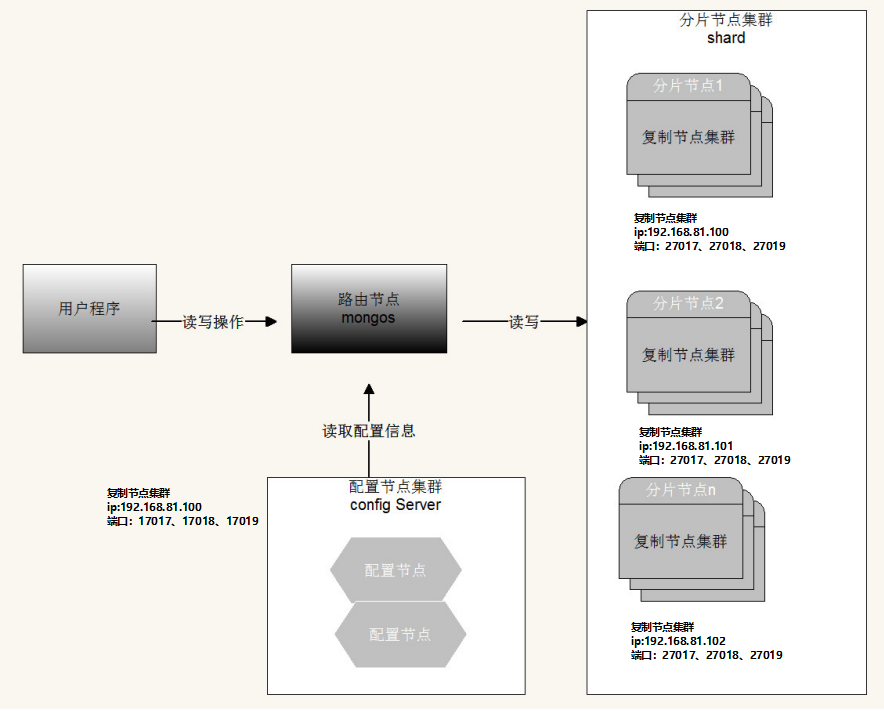 分片节点集群
shard
分片节点1
复制节点集群
复制节点集群
ip:192.168.81.100
端口：27017、27018、27019
用户程序
读写操作
路由节点
mongos
读写
分片节点2
复制节点集群
复制节点集群
ip:192.168.81.101
端口：27017、27018、27019
读取配置信息
复制节点集群
ip:192.168.81.100
端口：17017、17018、17019
配置节点集群
config Server
配置节点
配置节点
分片节点n
复制节点集群
复制节点集群
ip:192.168.81.102
端口：27017、27018、27019